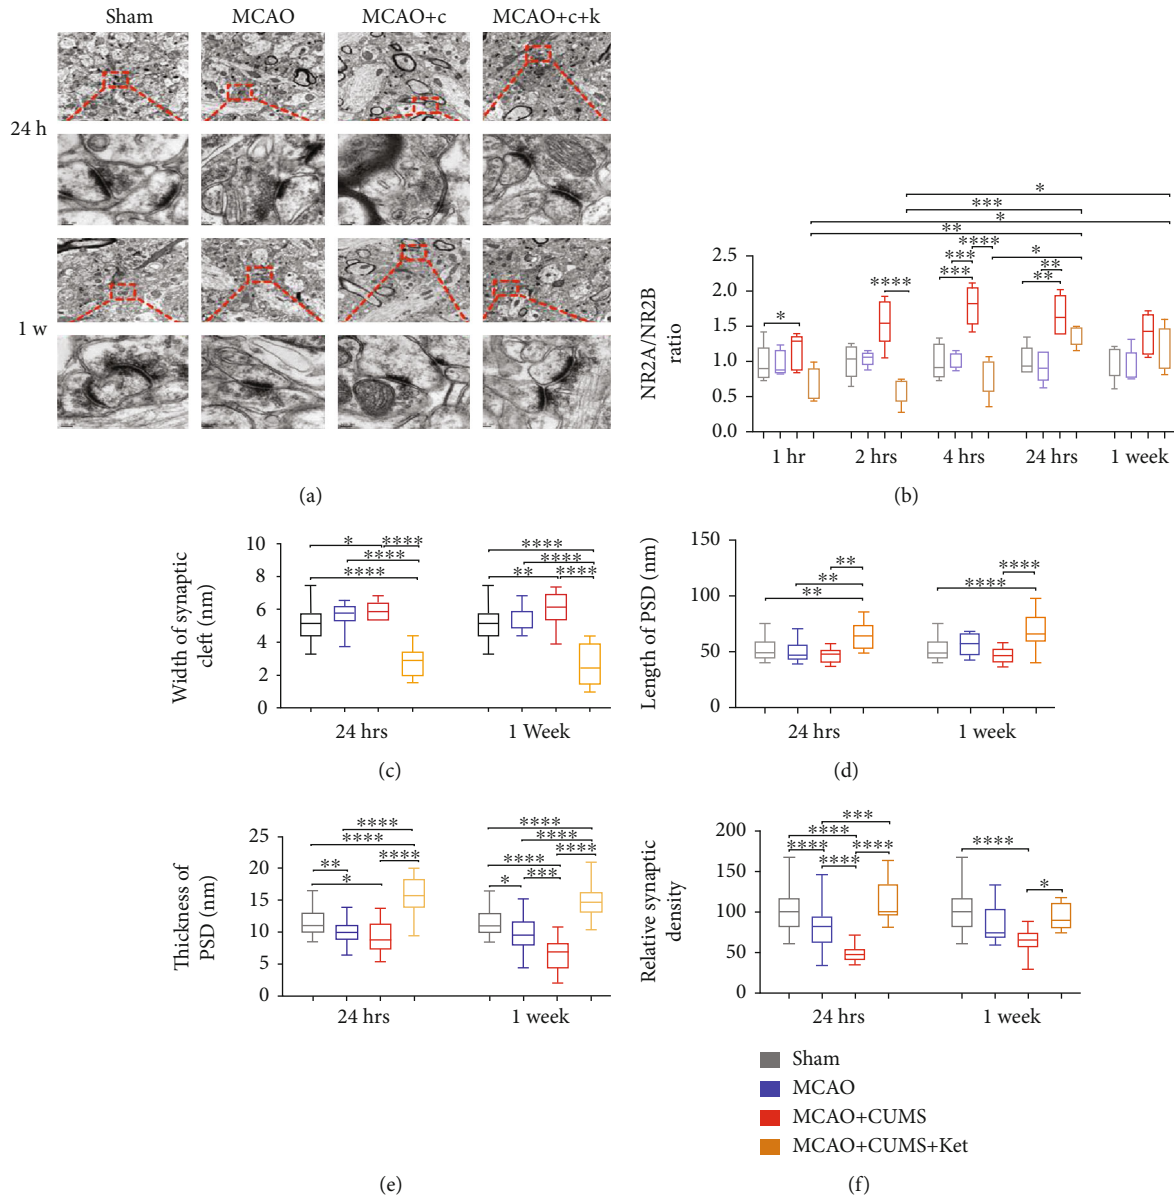 Sham MCAO MCAO+c MCAO+c+k
24 h
1 w
(a)
* 
***
*
**
**** *
*** **
**** *** **
*
NR2A/NR2B
ratio
2.5
2.0
1.5
1.0
0.5
0.0
1 hr 2 hrs 4 hrs 24 hrs 1 week
(b)
Width of synaptic
cleft (nm)
10
8
6
4
2
0
* **** ****
**** ****
**** ** ****
24 hrs 1 Week
(c)
Length of PSD (nm)
150
100
50
0
** ****
** ****
**
24 hrs 1 week
(d)
Thickness of
PSD (nm)
25
20
15
10
5
0
**** ****
**** ****
** **** **** ****
* * ***
24 hrs 1 week
(e)
Relative synaptic
density
200
150
100
50
0
***
**** ****
**** ****
**** *
24 hrs 1 week
Sham
MCAO
MCAO+CUMS
MCAO+CUMS+Ket
(f)